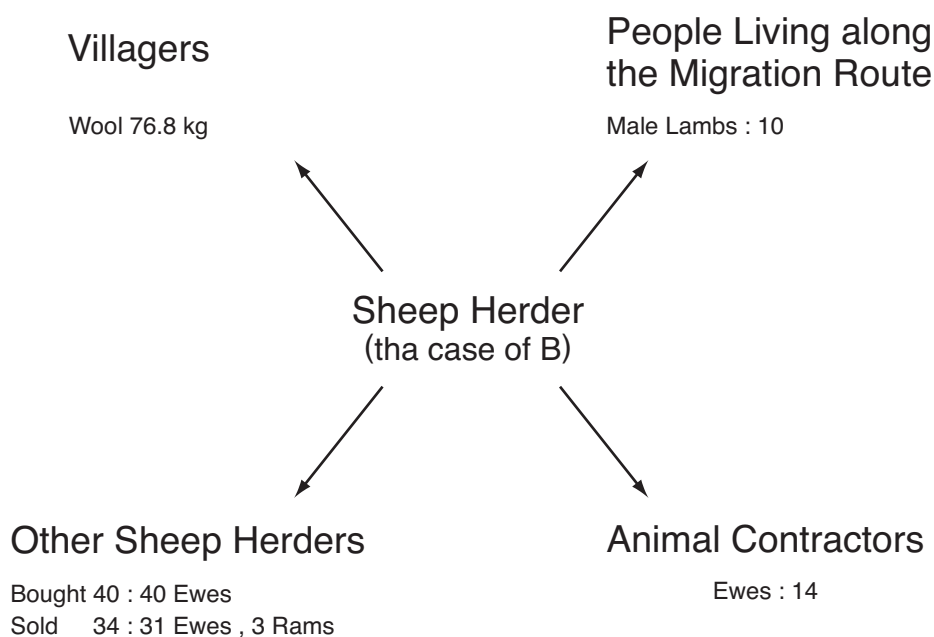 Villagers
Wool 76.8 kg
People Living along
the Migration Route
Male Lambs : 10
Sheep Herder
(tha case of B)
Other Sheep Herders
Bought 40 : 40 Ewes
Sold 34 : 31 Ewes , 3 Rams
Animal Contractors
Ewes : 14